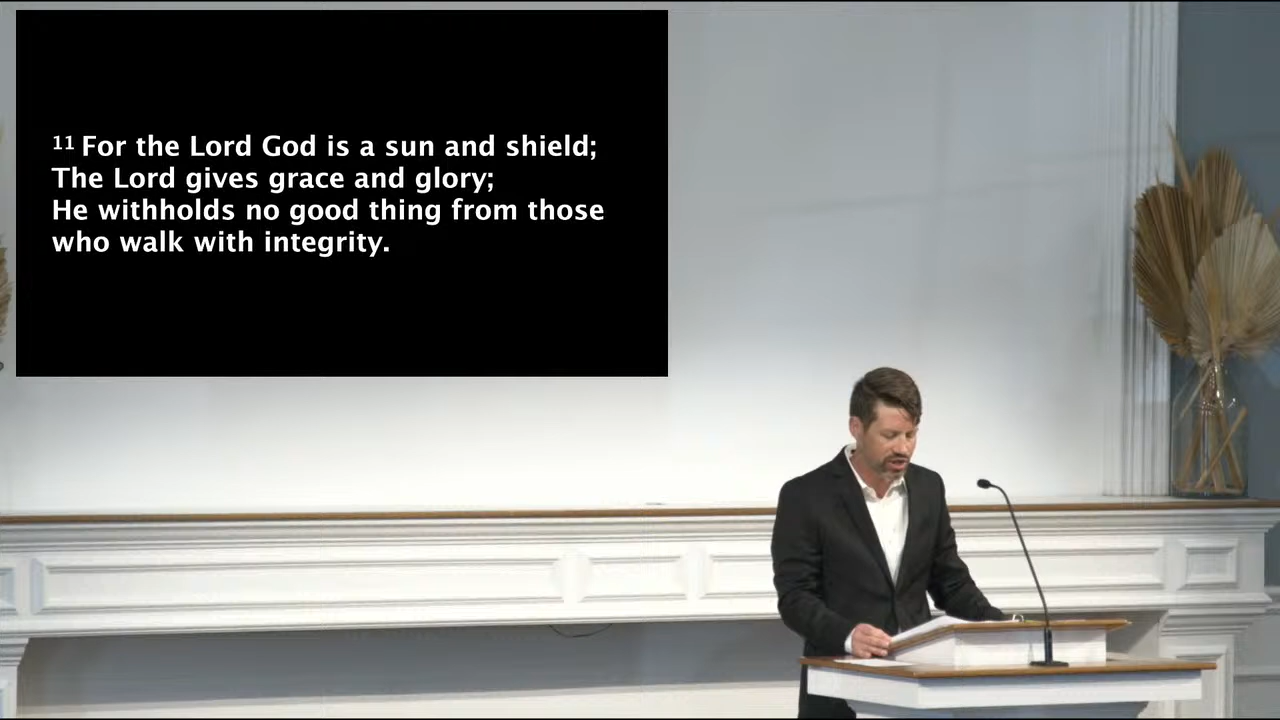 11 For the Lord God is a sun and shield;
The Lord gives grace and glory;
He withholds no good thing from those
who walk with integrity.